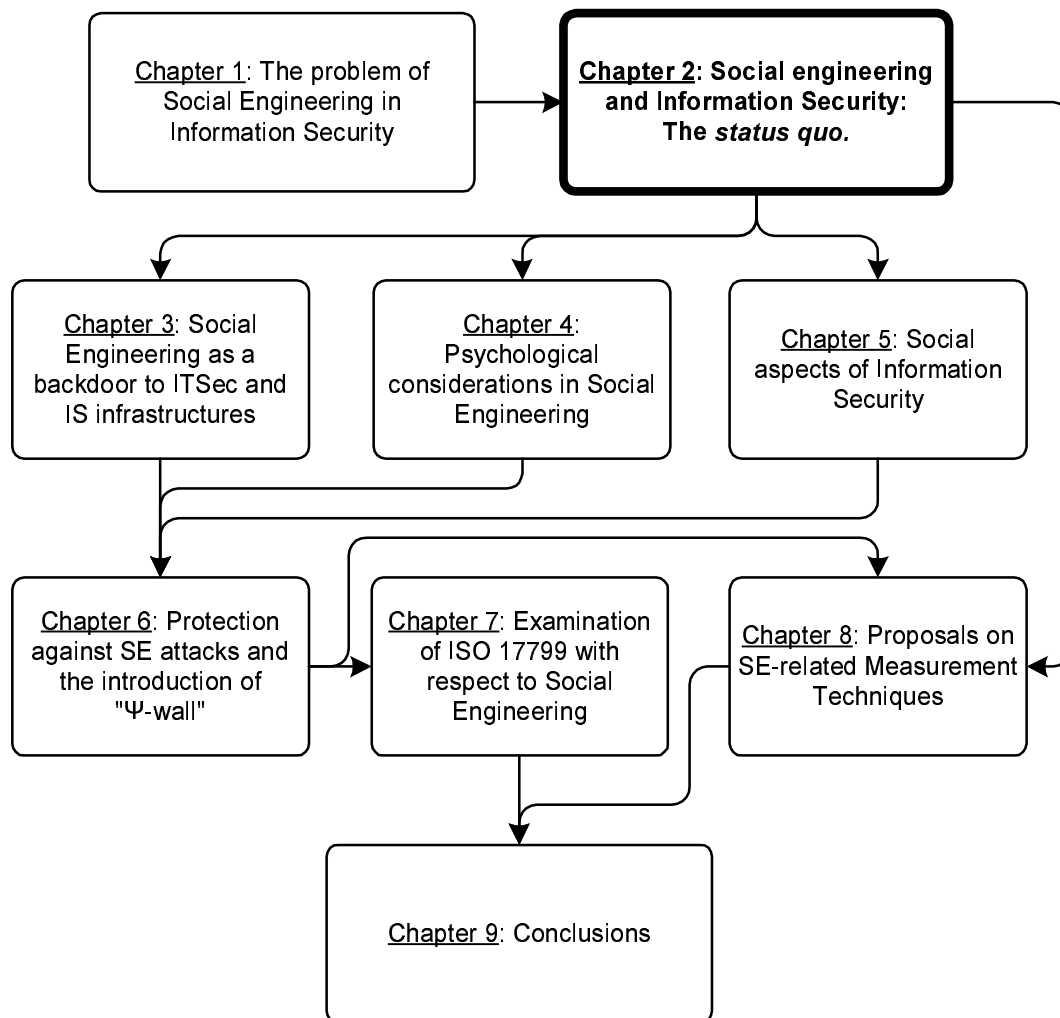 Chapter 1: The problem of
Social Engineering in
Information Security
Chapter 2: Social engineering
and Information Security:
The status quo.
Chapter 3: Social
Engineering as a
backdoor to ITSec and
IS infrastructures
Chapter 4:
Psychological
considerations in Social
Engineering
Chapter 5: Social
aspects of Information
Security
Chapter 6: Protection
against SE attacks and
the introduction of
"Ψ-wall"
Chapter 7: Examination
of ISO 17799 with
respect to Social
Engineering
Chapter 8: Proposals on
SE-related Measurement
Techniques
Chapter 9: Conclusions